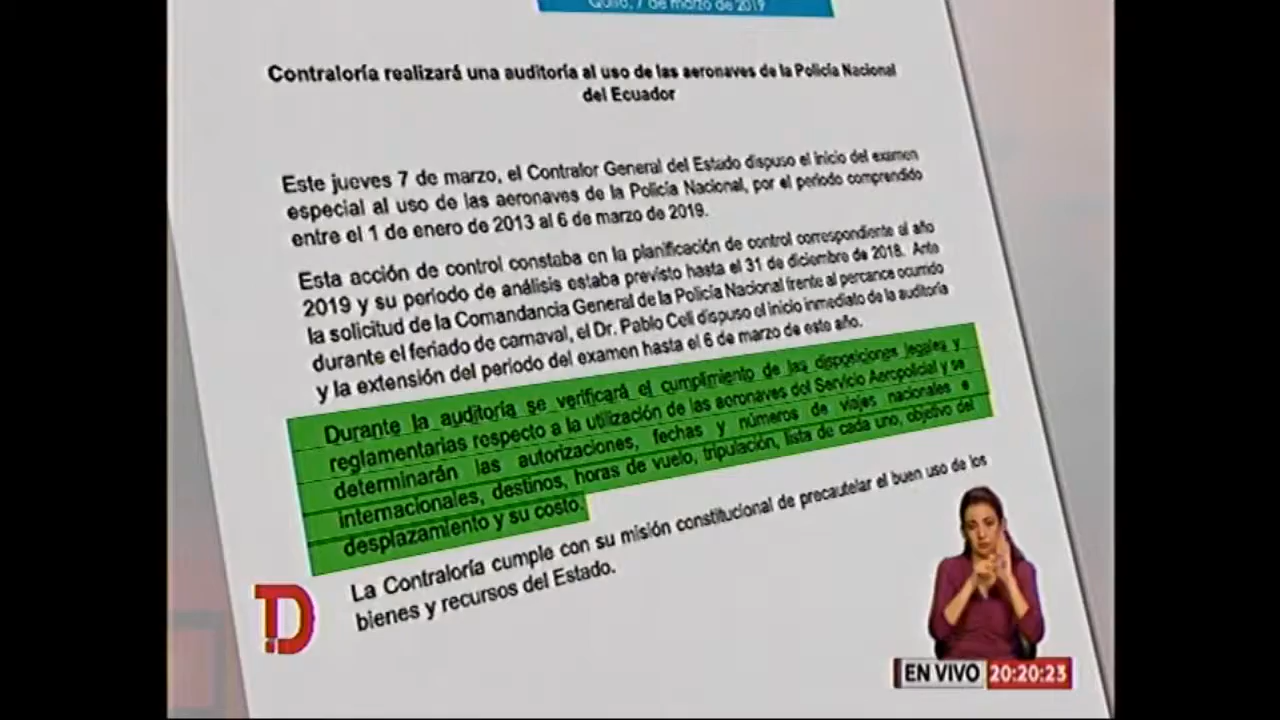 Quito, 7 de marzo de 2019
Contraloría realizará una auditoría al uso de las aeronaves de la Policía Nacional
del Ecuador
Este jueves 7 de marzo, el Contralor General del Estado dispuso el inicio del examen
especial al uso de las aeronaves de la Policía Nacional, por el periodo comprendido
entre el 1 de enero de 2013 al 6 de marzo de 2019.
Esta acción de control constaba en la planificación de control correspondiente al año
2019 y su periodo de análisis estaba previsto hasta el 31 de diciembre de 2018. Ante
la solicitud de la Comandancia General de la Policía Nacional frente al percance ocurrido
durante el feriado de carnaval, el Dr. Pablo Celi dispuso el inicio inmediato de la auditoría
y la extensión del periodo del examen hasta el 6 de marzo de este año.
Durante la auditoría se verificará el cumplimiento de las disposiciones legales y
reglamentarias respecto a la utilización de las aeronaves del Servicio Aeropolicial y se
determinarán las autorizaciones, fechas y números de viajes nacionales e
internacionales, destinos, horas de vuelo, tripulación, lista de cada uno, objetivo del
desplazamiento y su costo.
La Contraloría cumple con su misión constitucional de precautelar el buen uso de los
bienes y recursos del Estado.
TD
EN VIVO 20:20:23